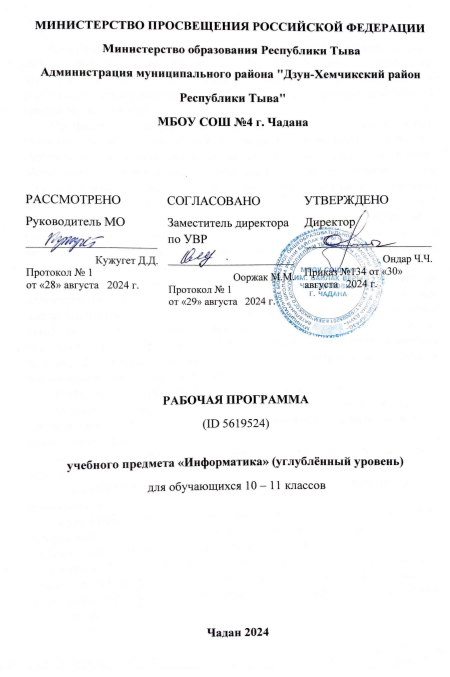 МИНИСТЕРСТВО ПРОСВЕЩЕНИЯ РОССИЙСКОЙ ФЕДЕРАЦИИ
Министерство образования Республики Тыва
Администрация муниципального района "Дзун-Хемчикский район
Республики Тыва"
МБОУ СОШ №4 г. Чадана
РАССМОТРЕНО
Руководитель МО
Кужугет Д.Д.
Протокол № 1
от «28» августа 2024 г.
СОГЛАСОВАНО
Заместитель директора
по УВР
Ооржак М.М.
Протокол № 1
от «29» августа 2024 г.
УТВЕРЖДЕНО
Директор
Ондар Ч.Ч.
Приказ №134 от «30»
августа 2024 г.
Г. ЧАДАНА
РАБОЧАЯ ПРОГРАММА
(ID 5619524)
учебного предмета «Информатика» (углублённый уровень)
для обучающихся 10 – 11 классов
Чадан 2024